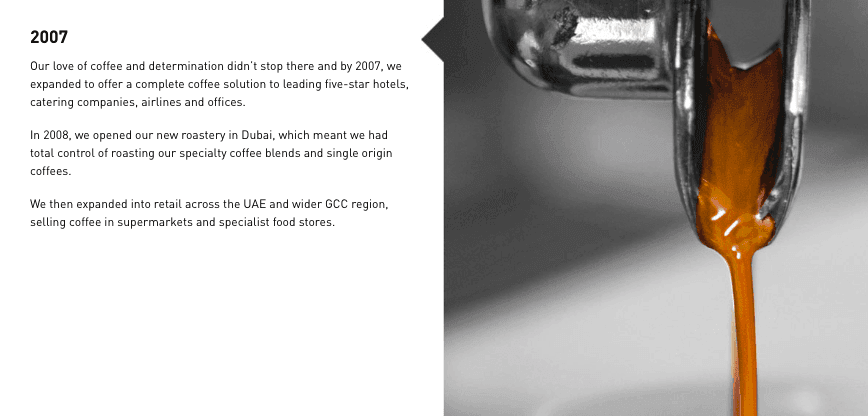 2007
Our love of coffee and determination didn't stop there and by 2007, we
expanded to offer a complete coffee solution to leading five-star hotels,
catering companies, airlines and offices.
In 2008, we opened our new roastery in Dubai, which meant we had
total control of roasting our specialty coffee blends and single origin
coffees.
We then expanded into retail across the UAE and wider GCC region,
selling coffee in supermarkets and specialist food stores.